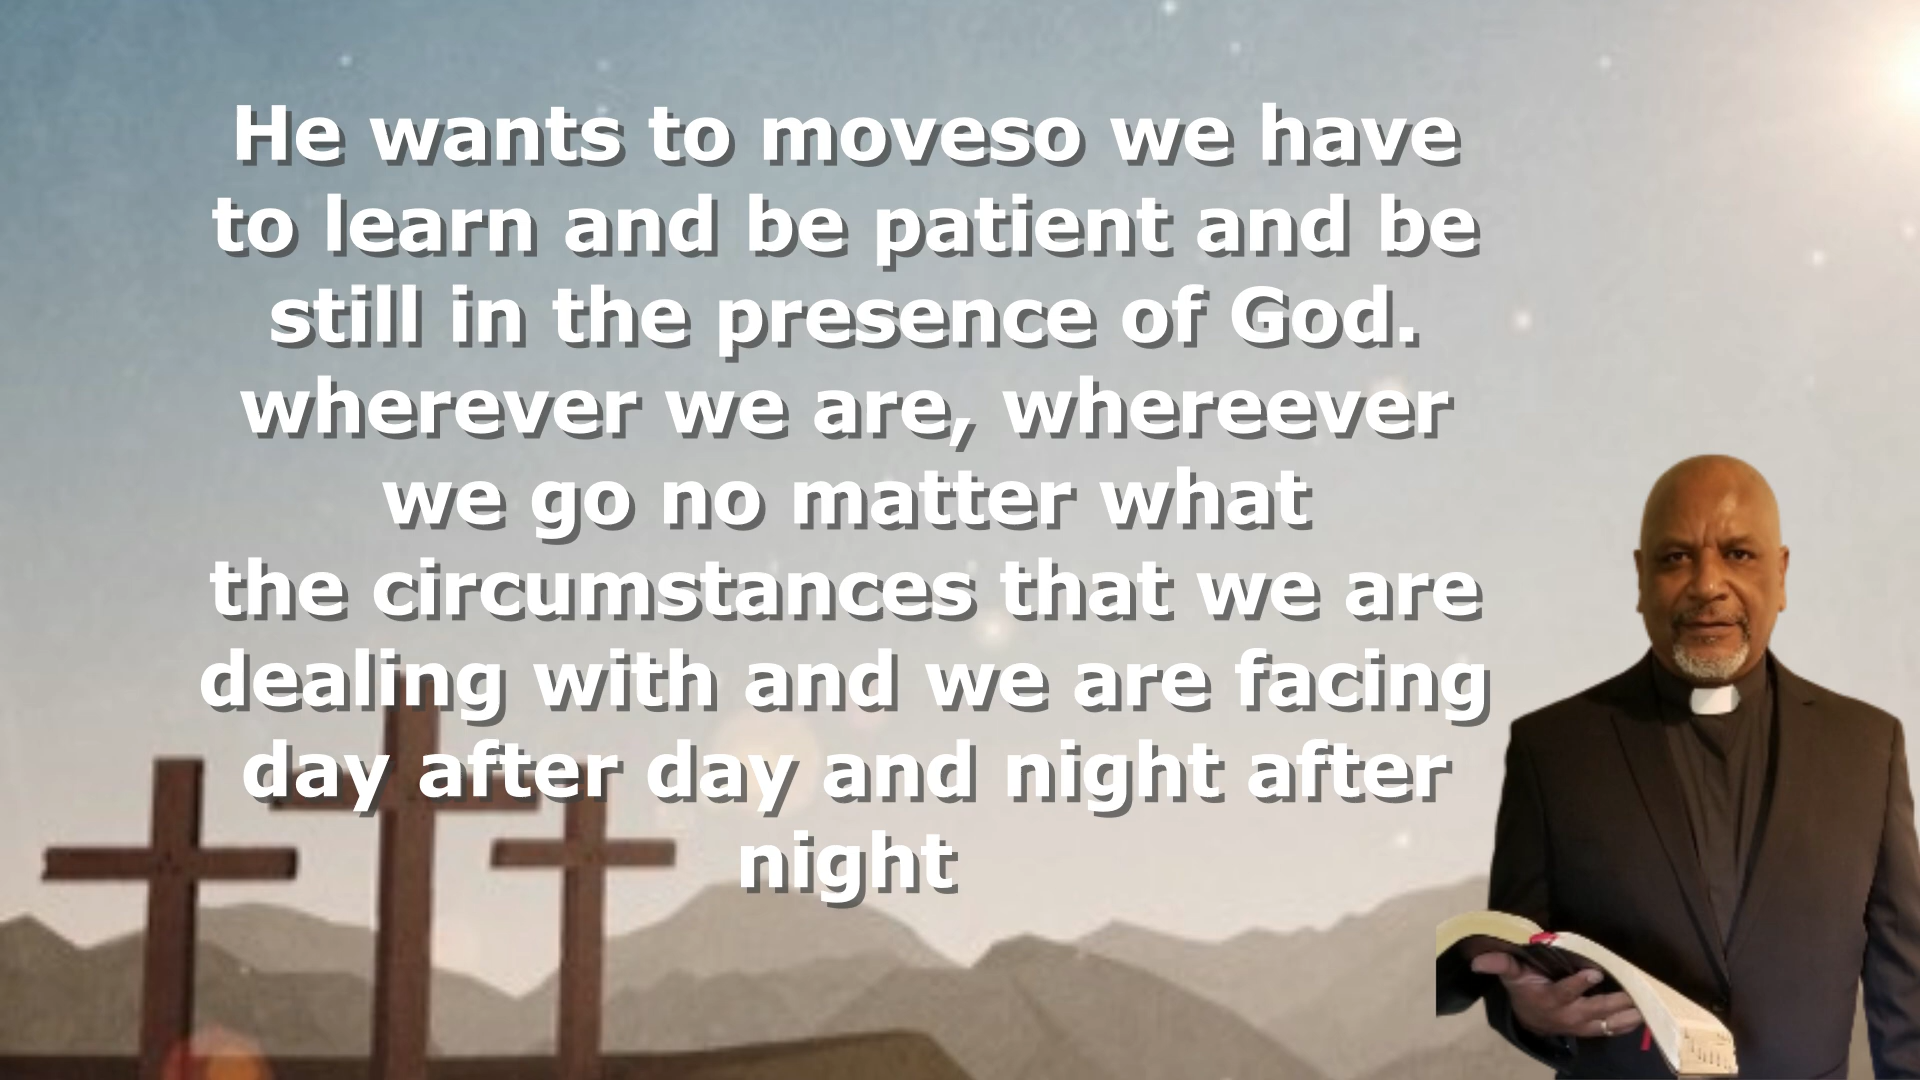 He wants to moveso we have
to learn and be patient and be
still in the presence of God.
wherever we are, whereever
we go no matter what
the circumstances that we are
dealing with and we are facing
day after day and night after
night